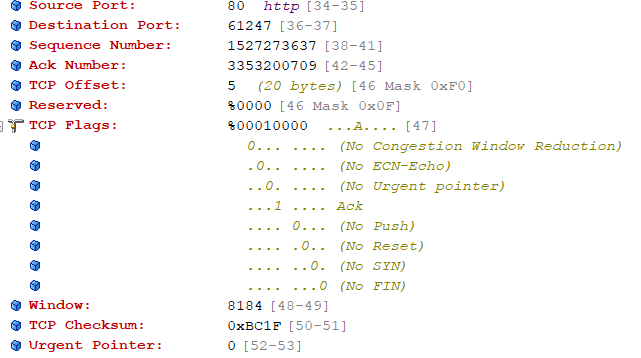 Source Port: 80 http [34-35]
Destination Port: 61247 [36-37]
Sequence Number: 1527273637 [38-41]
Ack Number: 3353200709 [42-45]
TCP Offset: 5 (20 bytes) [46 Mask 0xF0]
Reserved: %0000 [46 Mask 0x0F]
TCP Flags: %00010000 ...A.... [47]
0... .... (No Congestion Window Reduction)
.0.. .... (No ECN-Echo)
..0. .... (No Urgent pointer)
...1 .... Ack
.... 0... (No Push)
.... .0.. (No Reset)
.... ..0. (No SYN)
.... ...0 (No FIN)
Window: 8184 [48-49]
TCP Checksum: 0xBC1F [50-51]
Urgent Pointer: 0 [52-53]